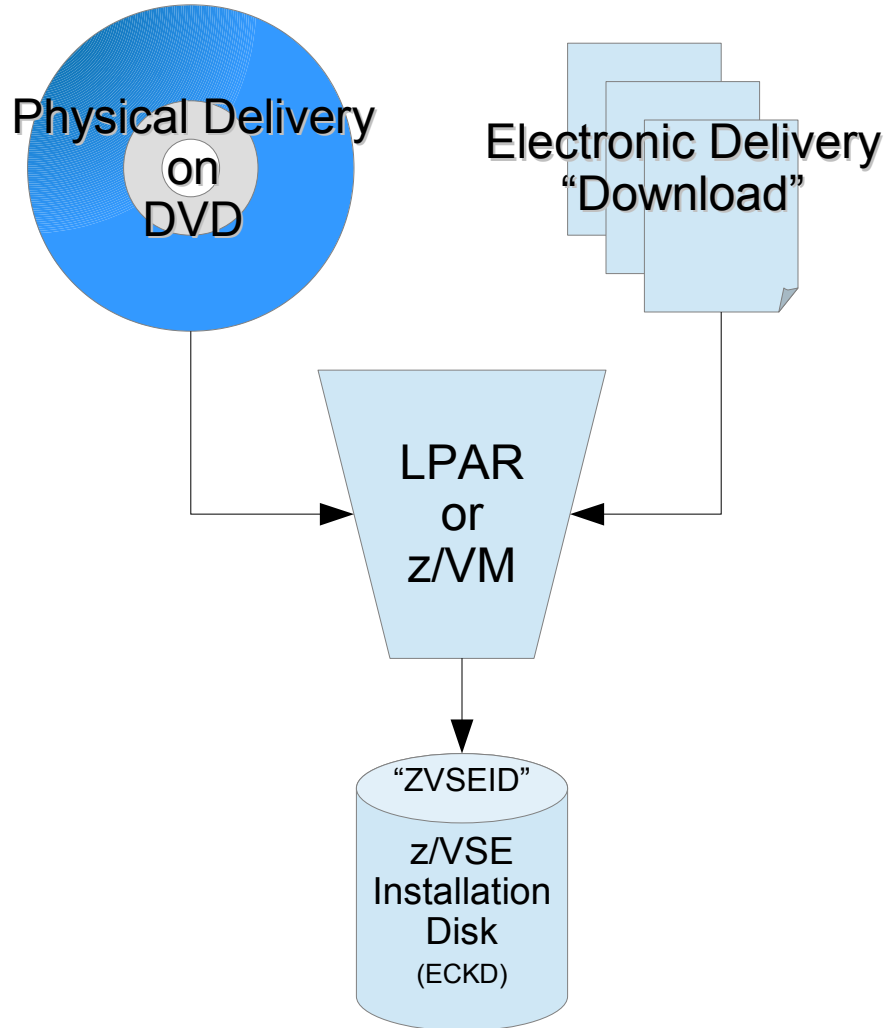 Physical Delivery
on
DVD
Electronic Delivery
“Download”
LPAR
or
z/VM
“ZVSEID”
z/VSE
Installation
Disk
(ECKD)